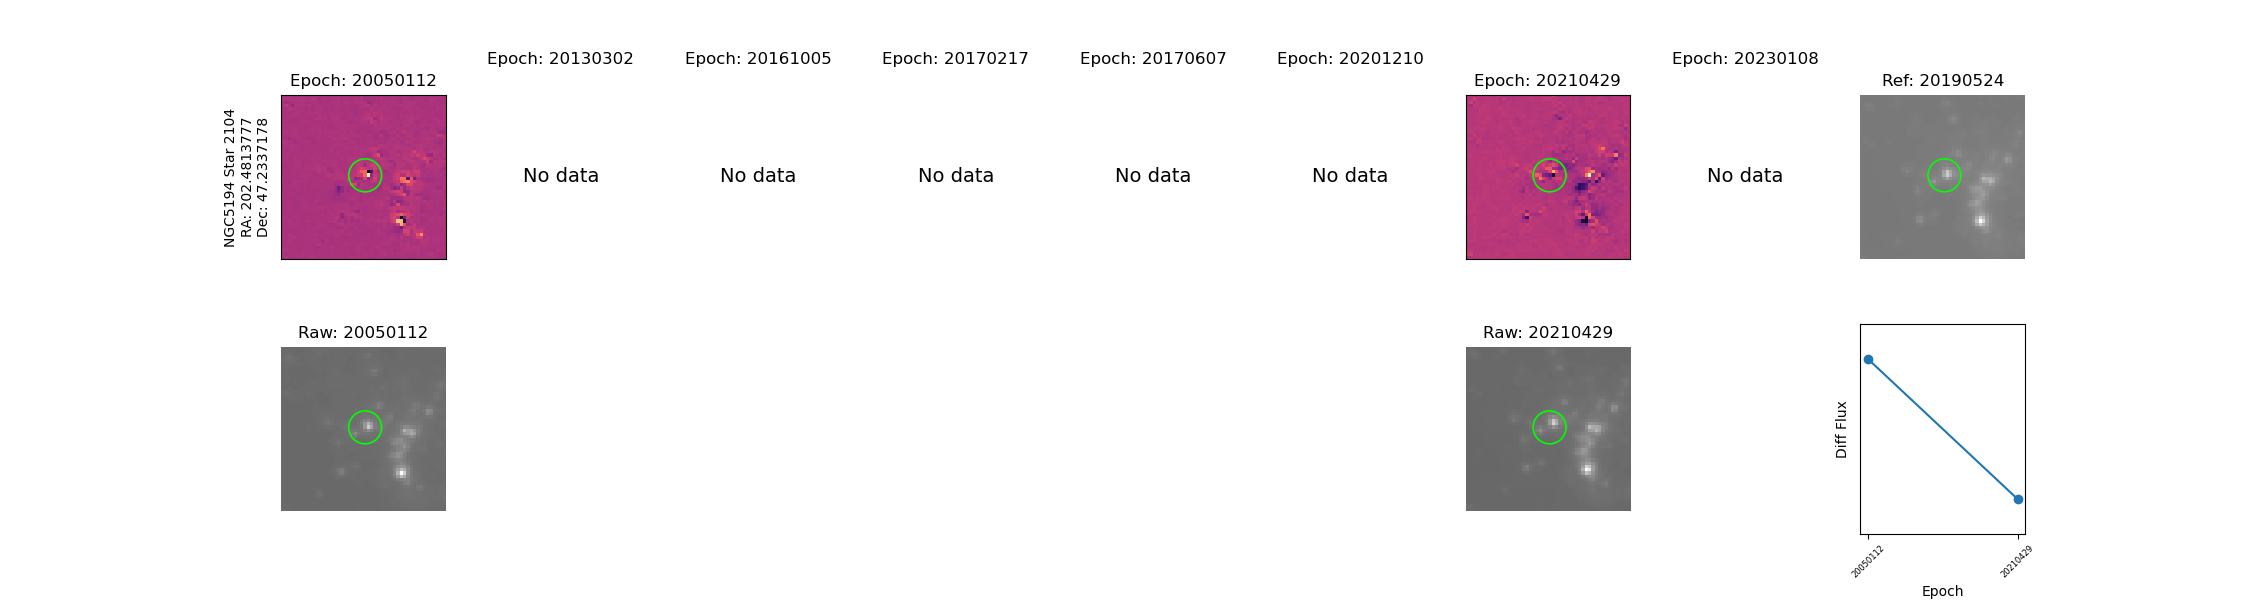 Epoch: 20050112
Epoch: 20130302
Epoch: 20161005
Epoch: 20170217
Epoch: 20170607
Epoch: 20201210
Epoch: 20210429
Epoch: 20230108
Ref: 20190524
NGC5194 Star 2104
RA: 202.4813777
Dec: 47.2337178
No data
No data
No data
No data
No data
No data
Raw: 20050112
Raw: 20210429
Diff Flux
20050112
20210429
Epoch